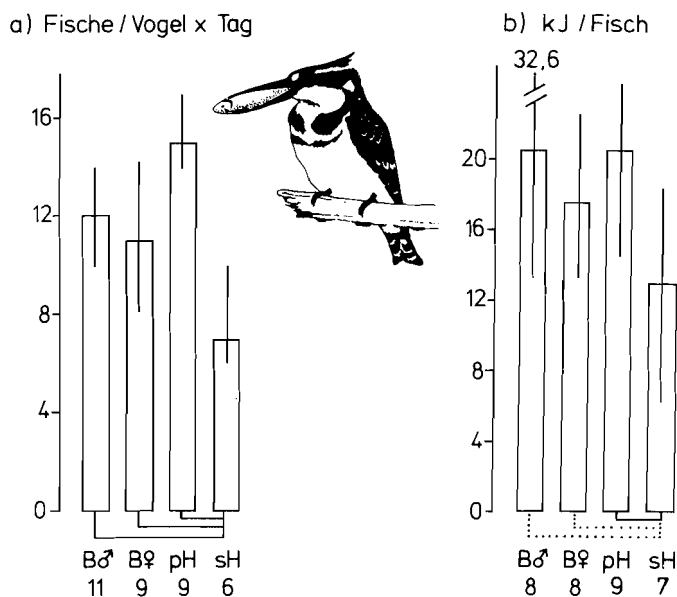 a) Fische / Vogel x Tag
16
12
8
4
0
B♂ B♀ pH sH
11 9 9 6
b) kJ / Fisch
32,6
20
16
12
8
4
0
B♂ B♀ pH sH
8 8 9 7